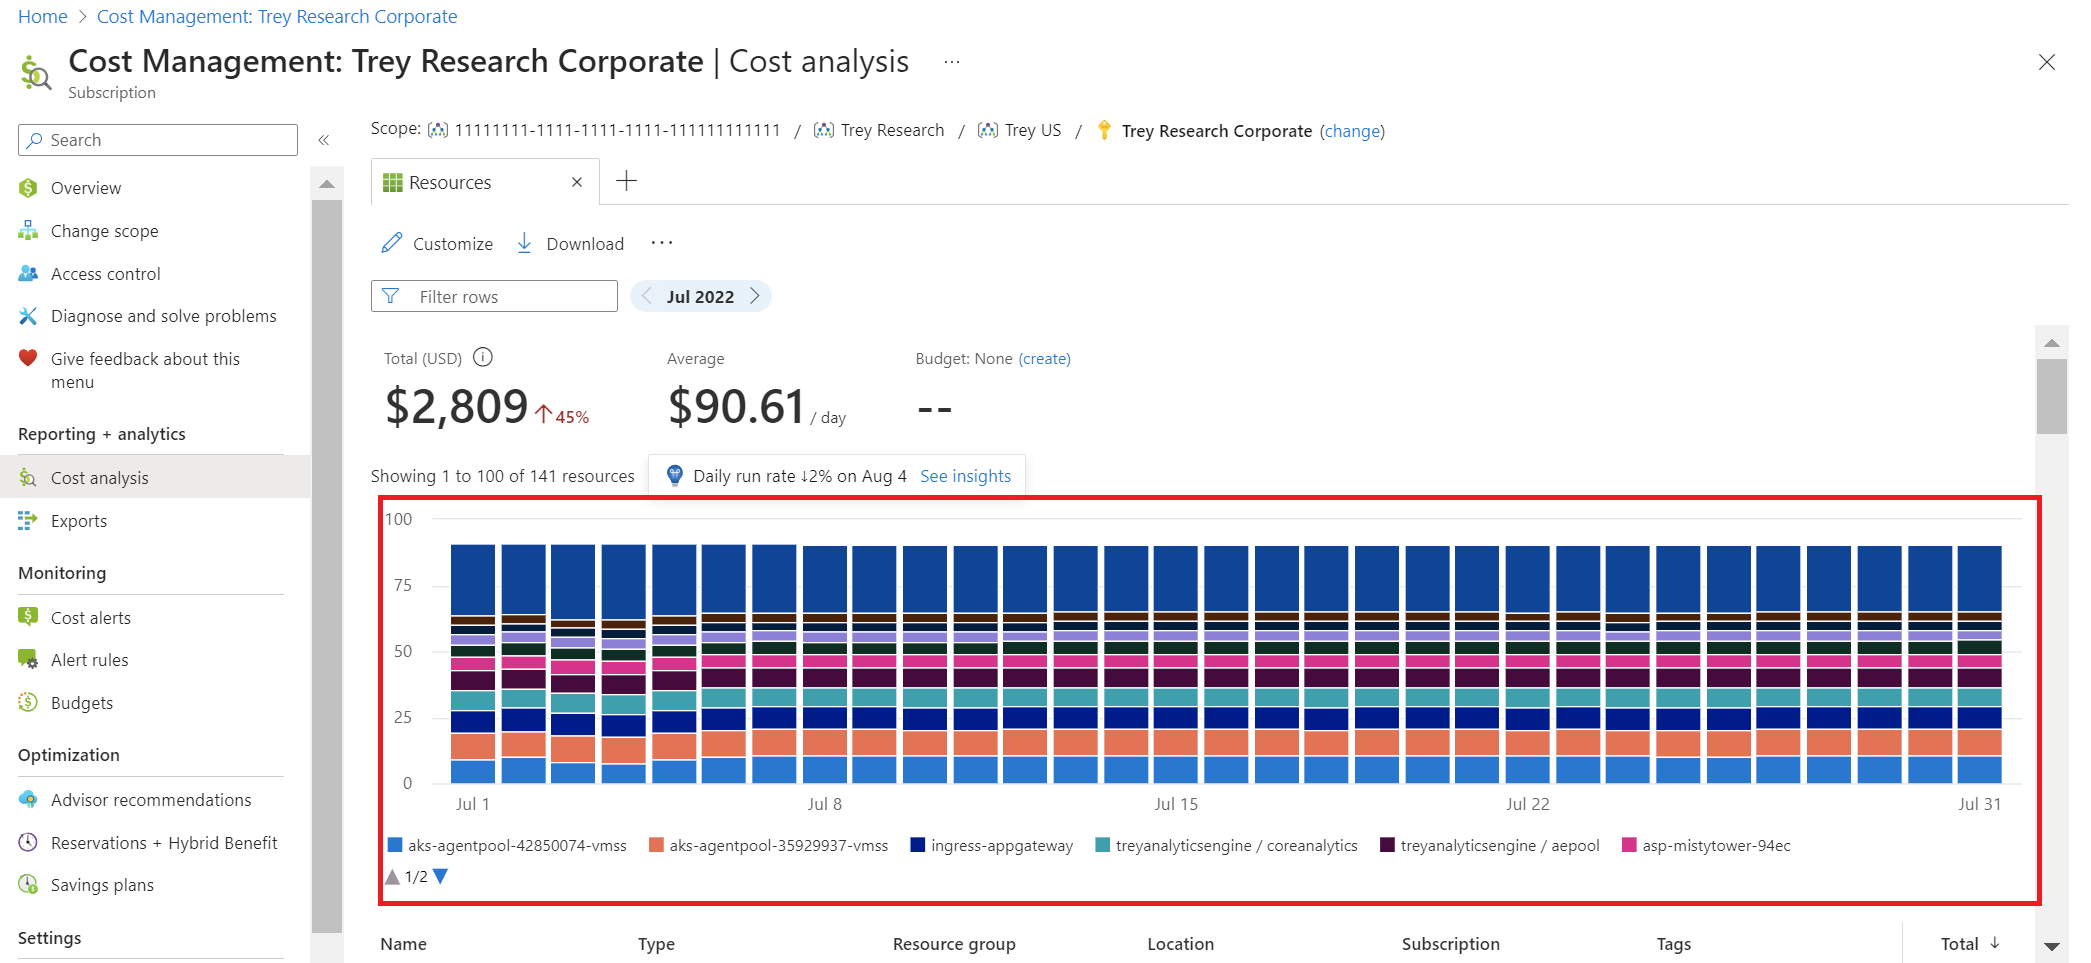 Home > Cost Management: Trey Research Corporate
Cost Management: Trey Research Corporate | Cost analysis ...
Subscription
Search «
Overview
Change scope
Access control
Diagnose and solve problems
Give feedback about this
menu
Reporting + analytics
Cost analysis
Exports
Monitoring
Cost alerts
Alert rules
Budgets
Optimization
Advisor recommendations
Reservations + Hybrid Benefit
Savings plans
Settings
Scope: 11111111-1111-1111-1111-111111111111 / Trey Research / Trey US / Trey Research Corporate (change)
Resources
Customize Download ...
Filter rows < Jul 2022 >
Total (USD) Average Budget: None (create)
$2,809 ↑45% $90.61 / day --
Showing 1 to 100 of 141 resources Daily run rate ↓2% on Aug 4 See insights
100
75
50
25
0
Jul 1 Jul 8 Jul 15 Jul 22 Jul 31
aks-agentpool-42850074-vmss aks-agentpool-35929937-vmss ingress-appgateway treyanalyticsengine / coreanalytics treyanalyticsengine / aepool asp-mistytower-94ec
1/2
Name Type Resource group Location Subscription Tags Total ↓